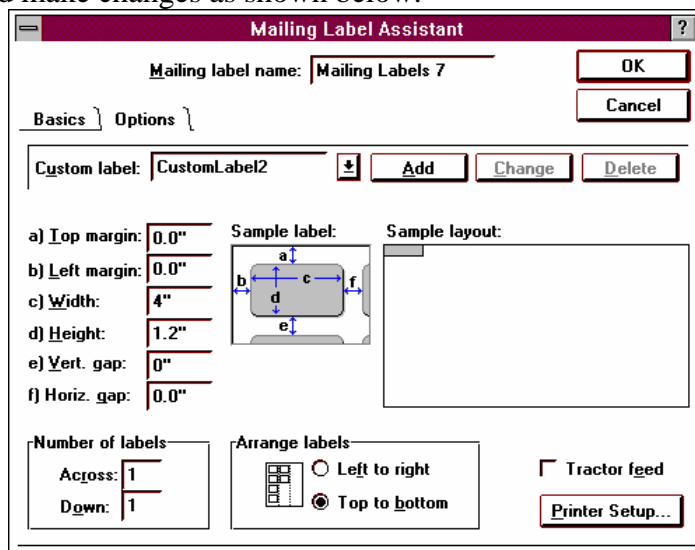 d make changes as shown below.
Mailing Label Assistant ?
Mailing label name: Mailing Labels 7
OK
Cancel
Basics Options
Custom label: CustomLabel2 Add Change Delete
a) Top margin: 0.0"
b) Left margin: 0.0"
c) Width: 4"
d) Height: 1.2"
e) Vert. gap: 0"
f) Horiz. gap: 0.0"
Sample label:
a
b c f
d
e
Sample layout:
Number of labels
Across: 1
Down: 1
Arrange labels
Left to right
Top to bottom
Tractor feed
Printer Setup...